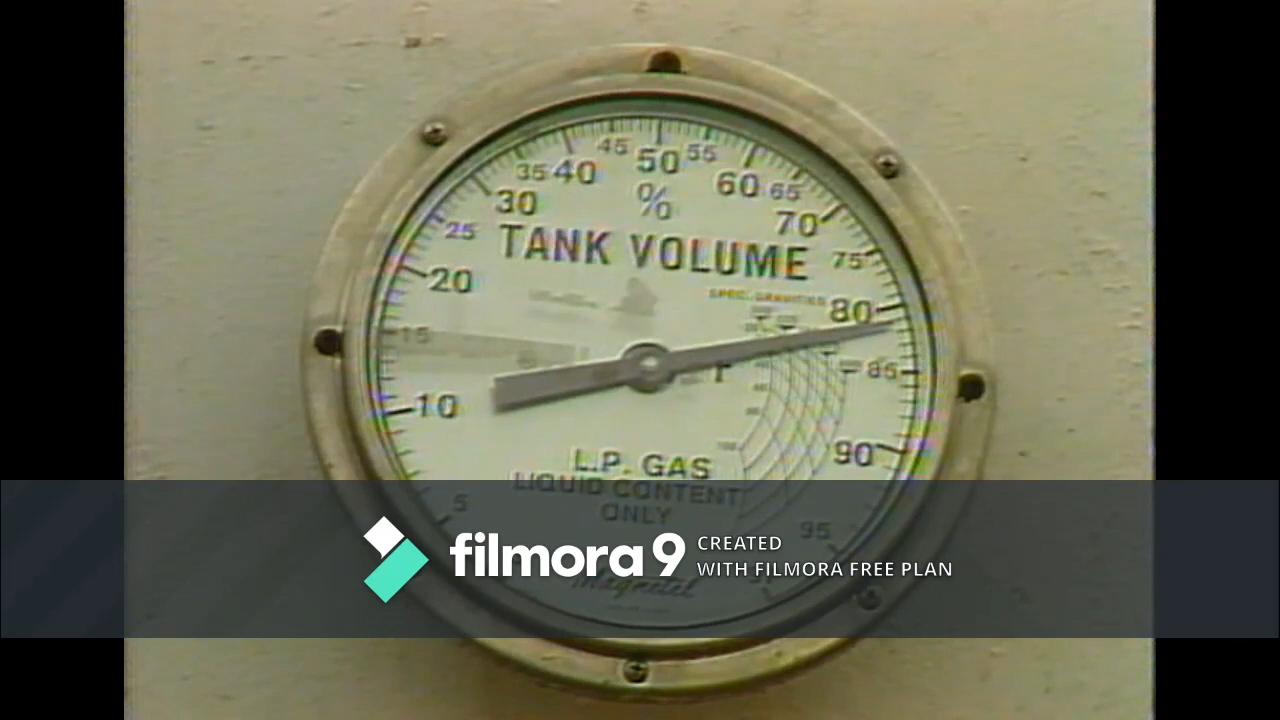 45 50 55
35 40 60 65
30 % 70
25 TANK VOLUME 75
20 SPEC. GRAVITIES 80
15 85
10 90
L.P. GAS
LIQUID CONTENT
5 ONLY 95
filmora9 CREATED
WITH FILMORA FREE PLAN
Magnetel